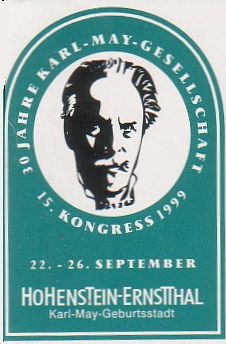 30 JAHRE KARL-MAY-GESELLSCHAFT
15. KONGRESS 1999
22. - 26. SEPTEMBER
HOHENSTEIN-ERNSTTHAL
Karl-May-Geburtsstadt